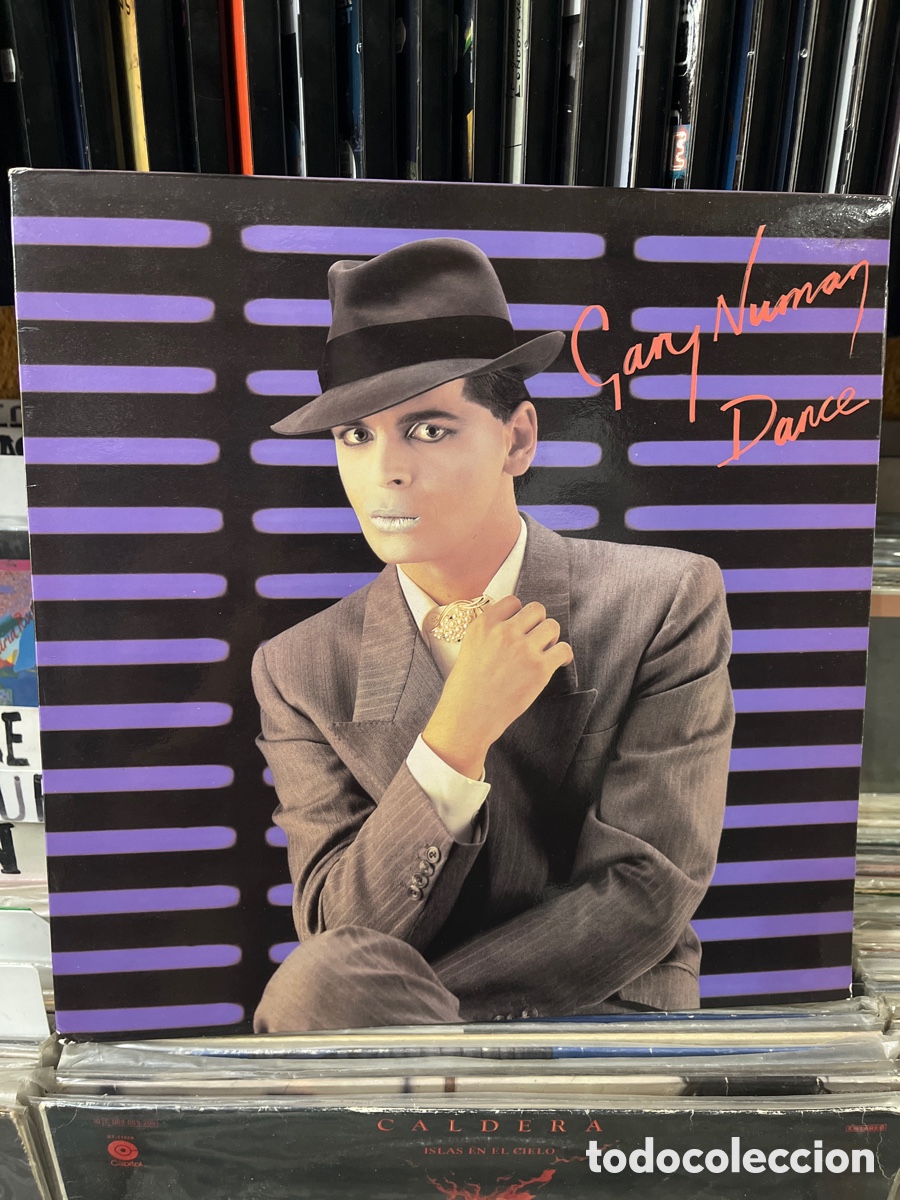 Gary Numan
Dance
CALDERA
ISLAS EN EL CIELO
Capitol
todocoleccion